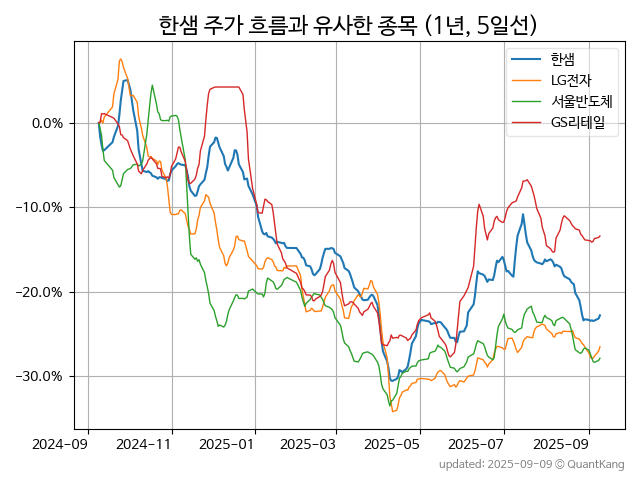 한샘 주가 흐름과 유사한 종목 (1년, 5일선)
한샘
LG전자
서울반도체
GS리테일
0.0%
−10.0%
−20.0%
−30.0%
2024-09 2024-11 2025-01 2025-03 2025-05 2025-07 2025-09
updated: 2025-09-09 © QuantKang